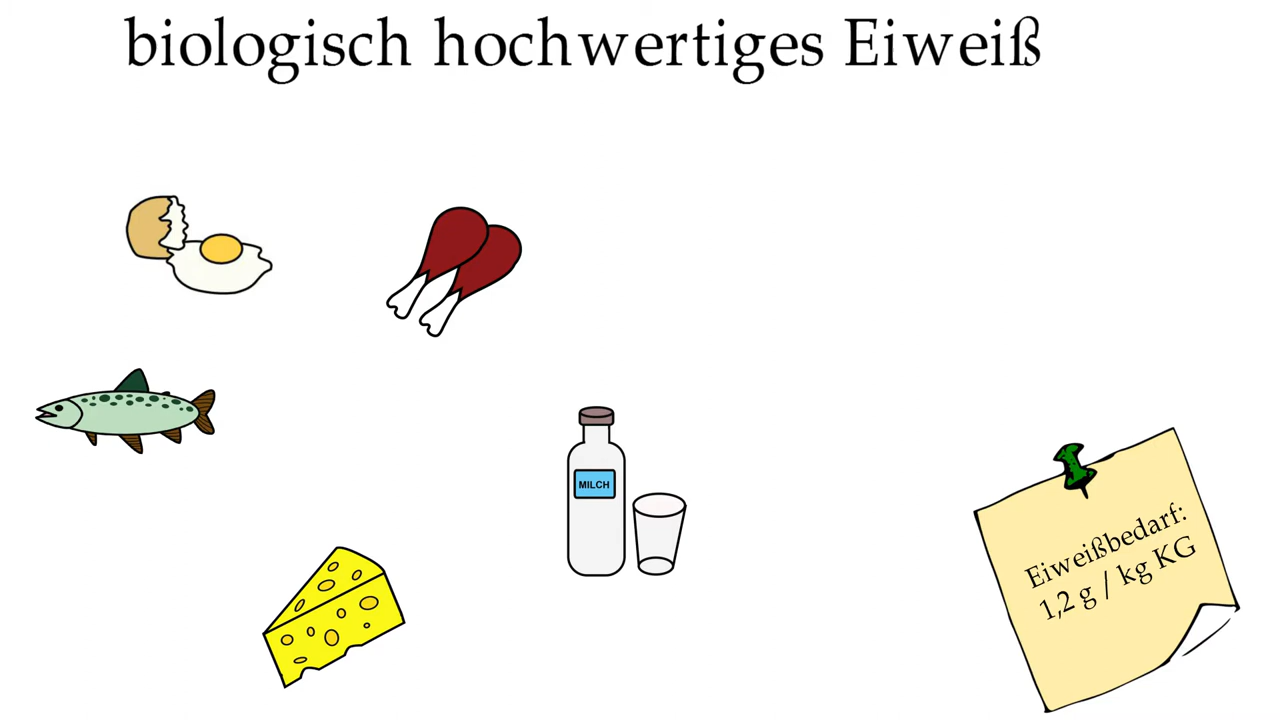 biologisch hochwertiges Eiweiß
MILCH
Eiweißbedarf:
1,2 g / kg KG